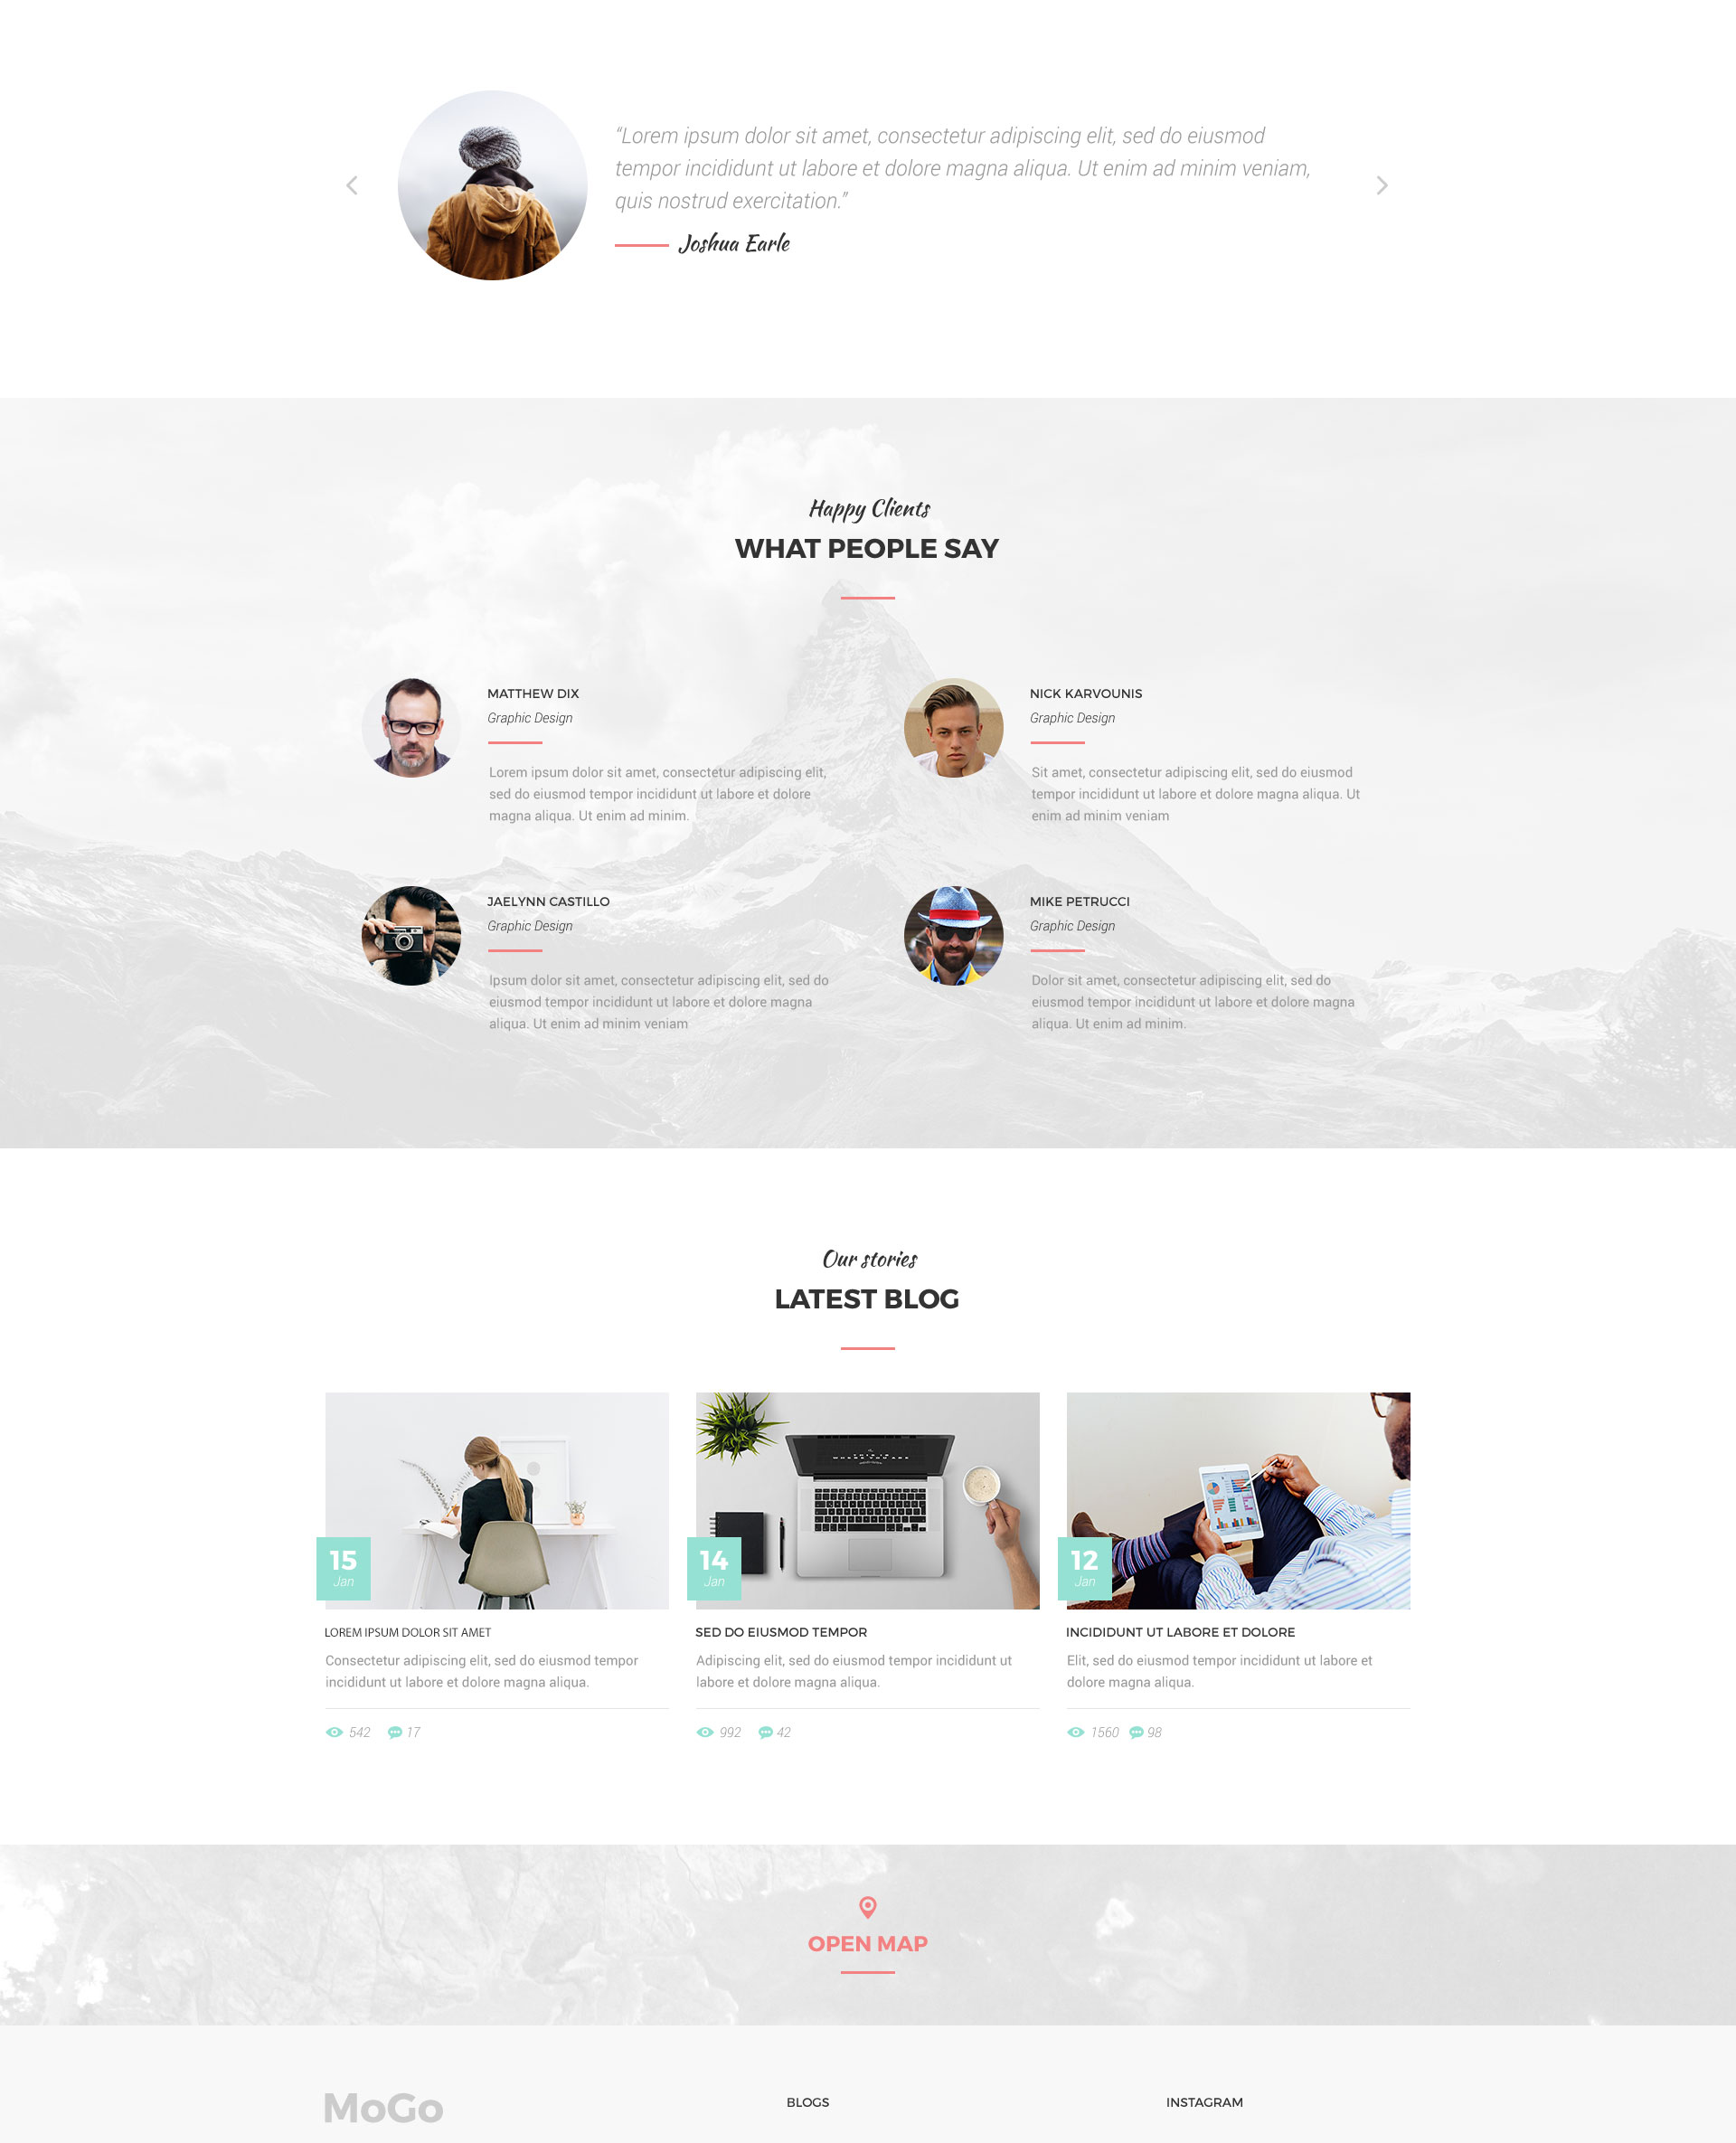 “Lorem ipsum dolor sit amet, consectetur adipiscing elit, sed do eiusmod
tempor incididunt ut labore et dolore magna aliqua. Ut enim ad minim veniam,
quis nostrud exercitation.”
Joshua Earle
Happy Clients
WHAT PEOPLE SAY
MATTHEW DIX
Graphic Design
Lorem ipsum dolor sit amet, consectetur adipiscing elit,
sed do eiusmod tempor incididunt ut labore et dolore
magna aliqua. Ut enim ad minim.
NICK KARVOUNIS
Graphic Design
Sit amet, consectetur adipiscing elit, sed do eiusmod
tempor incididunt ut labore et dolore magna aliqua. Ut
enim ad minim veniam
JAELYNN CASTILLO
Graphic Design
Ipsum dolor sit amet, consectetur adipiscing elit, sed do
eiusmod tempor incididunt ut labore et dolore magna
aliqua. Ut enim ad minim veniam
MIKE PETRUCCI
Graphic Design
Dolor sit amet, consectetur adipiscing elit, sed do
eiusmod tempor incididunt ut labore et dolore magna
aliqua. Ut enim ad minim.
Our stories
LATEST BLOG
15
Jan
LOREM IPSUM DOLOR SIT AMET
Consectetur adipiscing elit, sed do eiusmod tempor
incididunt ut labore et dolore magna aliqua.
542 17
THIS IS
WHERE YOU ARE
14
Jan
SED DO EIUSMOD TEMPOR
Adipiscing elit, sed do eiusmod tempor incididunt ut
labore et dolore magna aliqua.
992 42
12
Jan
INCIDIDUNT UT LABORE ET DOLORE
Elit, sed do eiusmod tempor incididunt ut labore et
dolore magna aliqua.
1560 98
OPEN MAP
MoGo
BLOGS
INSTAGRAM